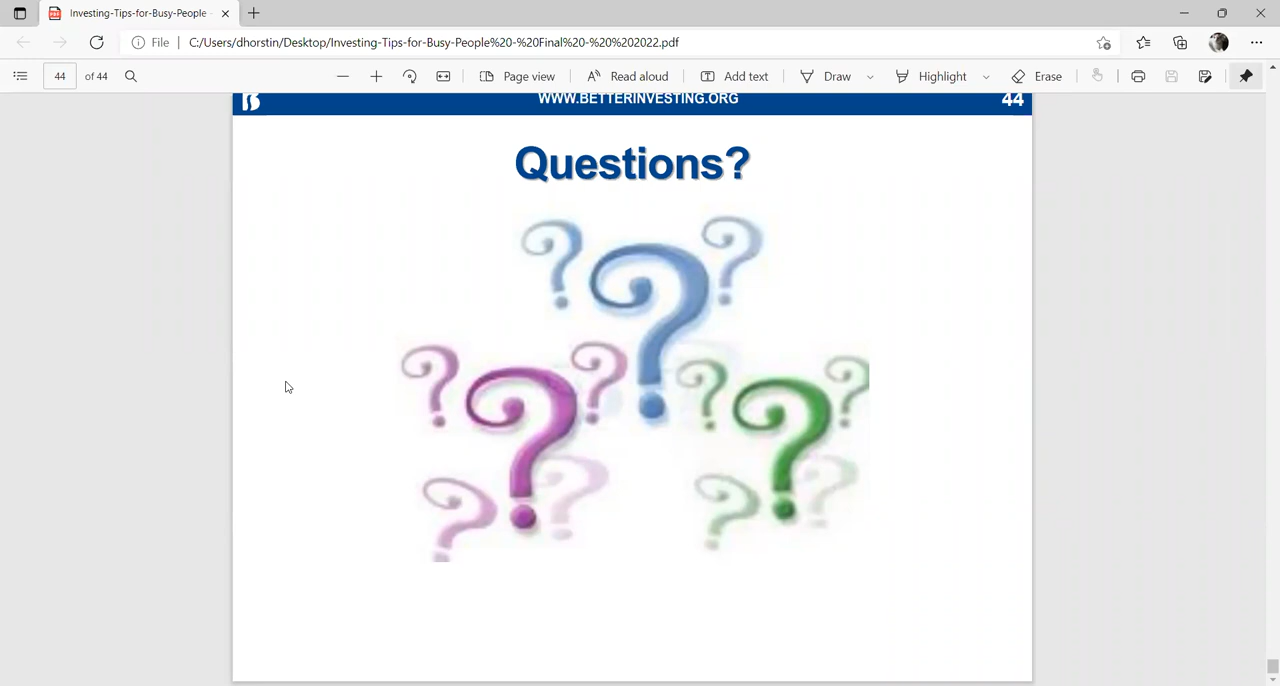 Investing-Tips-for-Busy-People -
File
C:/Users/dhorstin/Desktop/Investing-Tips-for-Busy-People%20-%20Final%20-%20%202022.pdf
44 of 44
Page view
Read aloud
Add text
Draw
Highlight
Erase
B WWW.BETTERINVESTING.ORG 44
Questions?